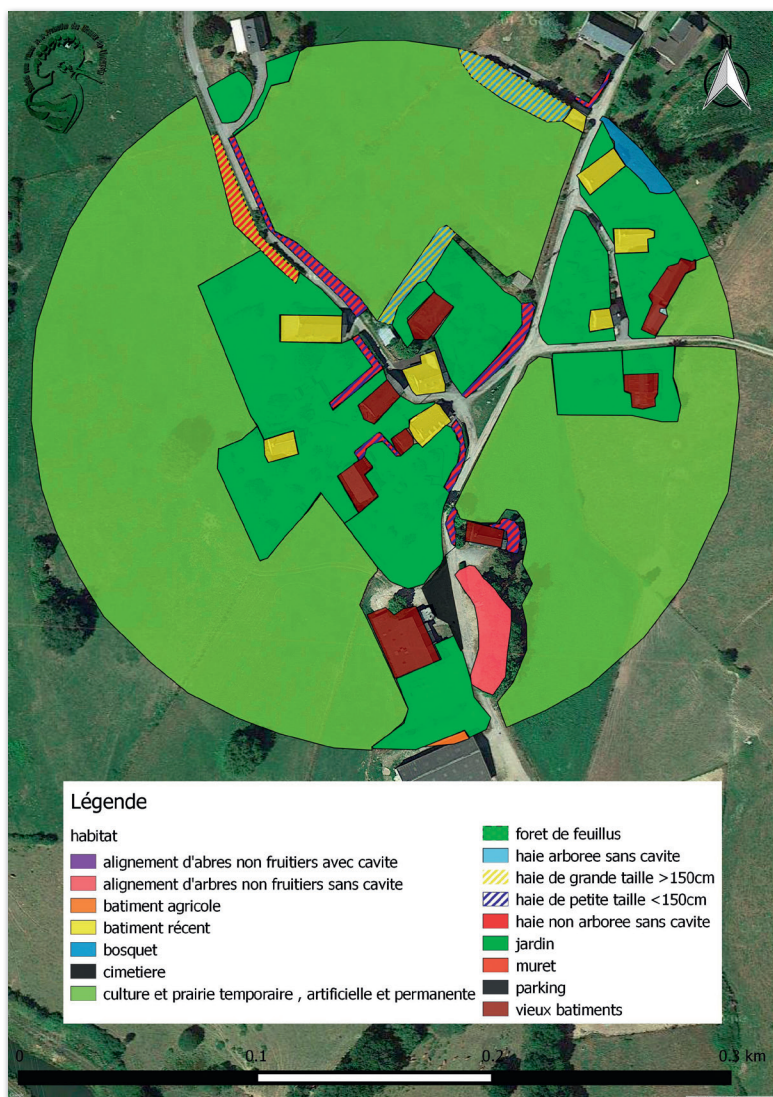 N
Légende
habitat
alignement d'abres non fruitiers avec cavite
alignement d'arbres non fruitiers sans cavite
batiment agricole
batiment récent
bosquet
cimetiere
culture et prairie temporaire , artificielle et permanente
foret de feuillus
haie arboree sans cavite
haie de grande taille >150cm
haie de petite taille <150cm
haie non arboree sans cavite
jardin
muret
parking
vieux batiments
0 0.1 0.2 0.3 km